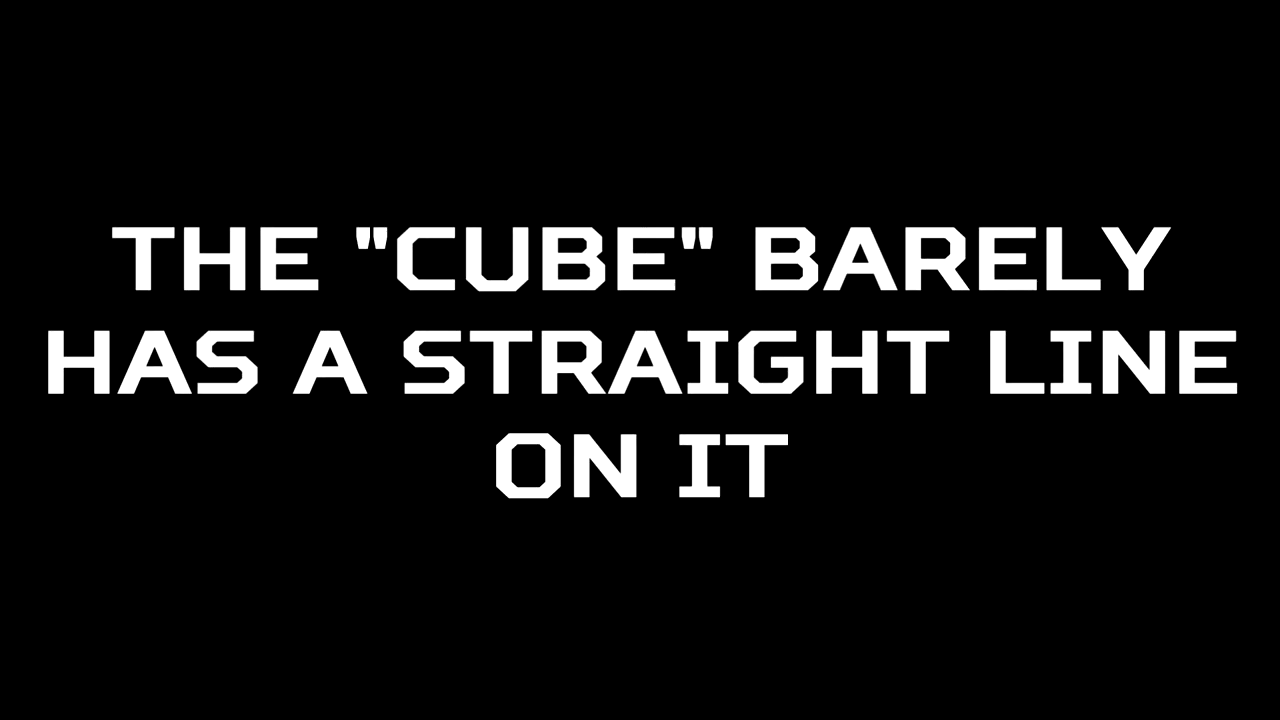 THE "CUBE" BARELY
HAS A STRAIGHT LINE
ON IT